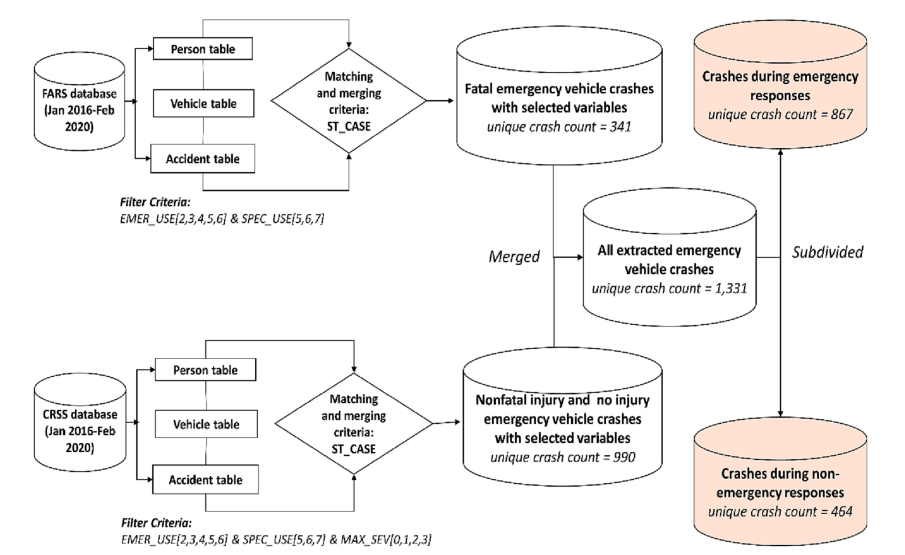 FARS database
(Jan 2016-Feb
2020)
Person table
Vehicle table
Accident table
Filter Criteria:
EMER_USE[2,3,4,5,6] & SPEC_USE[5,6,7]
Matching
and merging
criteria:
ST_CASE
Fatal emergency vehicle crashes
with selected variables
unique crash count = 341
Crashes during emergency
responses
unique crash count = 867
Merged
All extracted emergency
vehicle crashes
unique crash count = 1,331
Subdivided
CRSS database
(Jan 2016-Feb
2020)
Person table
Vehicle table
Accident table
Filter Criteria:
EMER_USE[2,3,4,5,6] & SPEC_USE[5,6,7] & MAX_SEV[0,1,2,3]
Matching
and merging
criteria:
ST_CASE
Nonfatal injury and no injury
emergency vehicle crashes
with selected variables
unique crash count = 990
Crashes during non-
emergency responses
unique crash count = 464